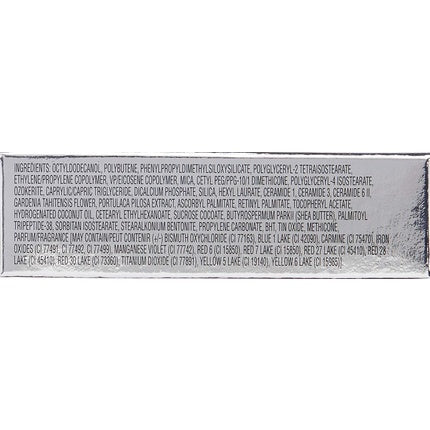 INGREDIENTS: OCTYLDODECANOL, POLYBUTENE, PHENYLPROPYLDIMETHYLSILOXYSILICATE, POLYGLYCERYL-2 TETRAISOSTEARATE,
ETHYLENE/PROPYLENE COPOLYMER, VP/EICOSENE COPOLYMER, MICA, CETYL PEG/PPG-10/1 DIMETHICONE, POLYGLYCERYL-4 ISOSTEARATE,
OZOKERITE, CAPRYLIC/CAPRIC TRIGLYCERIDE, DICALCIUM PHOSPHATE, SILICA, HEXYL LAURATE, CERAMIDE 1, CERAMIDE 3, CERAMIDE 6 II,
GARDENIA TAHITENSIS FLOWER, PORTULACA PILOSA EXTRACT, ASCORBYL PALMITATE, RETINYL PALMITATE, TOCOPHERYL ACETATE,
HYDROGENATED COCONUT OIL, CETEARYL ETHYLHEXANOATE, SUCROSE COCOATE, BUTYROSPERMUM PARKII (SHEA BUTTER), PALMITOYL
TRIPEPTIDE-38, SORBITAN ISOSTEARATE, STEARALKONIUM BENTONITE, PROPYLENE CARBONATE, BHT, TIN OXIDE, METHICONE,
PARFUM/FRAGRANCE [MAY CONTAIN/PEUT CONTENIR (+/-) BISMUTH OXYCHLORIDE (CI 77163), BLUE 1 LAKE (CI 42090), CARMINE (CI 75470), IRON
OXIDES (CI 77491, CI 77492, CI 77499), MANGANESE VIOLET (CI 77742), RED 6 (CI 15850), RED 7 (CI 15850), RED 27 LAKE (CI 45410), RED 28
LAKE (CI 45410), RED 30 LAKE (CI 73360), TITANIUM DIOXIDE (CI 77891), YELLOW 5 LAKE (CI 19140), YELLOW 6 LAKE (CI 15985)]